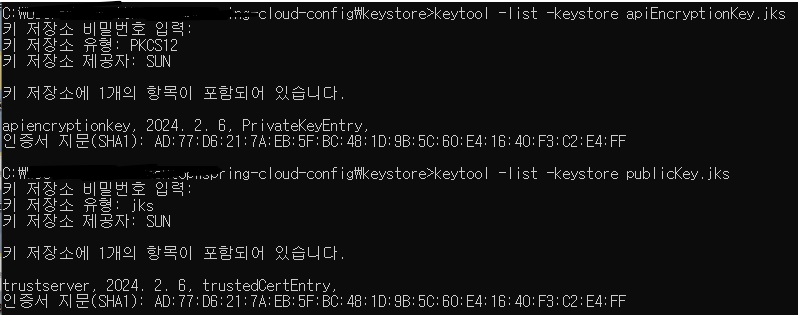 C:₩ing-cloud-config₩keystore>keytool -list -keystore apiEncryptionKey.jks
키 저장소 비밀번호 입력:
키 저장소 유형: PKCS12
키 저장소 제공자: SUN
키 저장소에 1개의 항목이 포함되어 있습니다.
apiencryptionkey, 2024. 2. 6, PrivateKeyEntry,
인증서 지문(SHA1): AD:77:D6:21:7A:EB:5F:BC:48:1D:9B:5C:60:E4:16:40:F3:C2:E4:FF
C:₩spring-cloud-config₩keystore>keytool -list -keystore publicKey.jks
키 저장소 비밀번호 입력:
키 저장소 유형: jks
키 저장소 제공자: SUN
키 저장소에 1개의 항목이 포함되어 있습니다.
trustserver, 2024. 2. 6, trustedCertEntry,
인증서 지문(SHA1): AD:77:D6:21:7A:EB:5F:BC:48:1D:9B:5C:60:E4:16:40:F3:C2:E4:FF